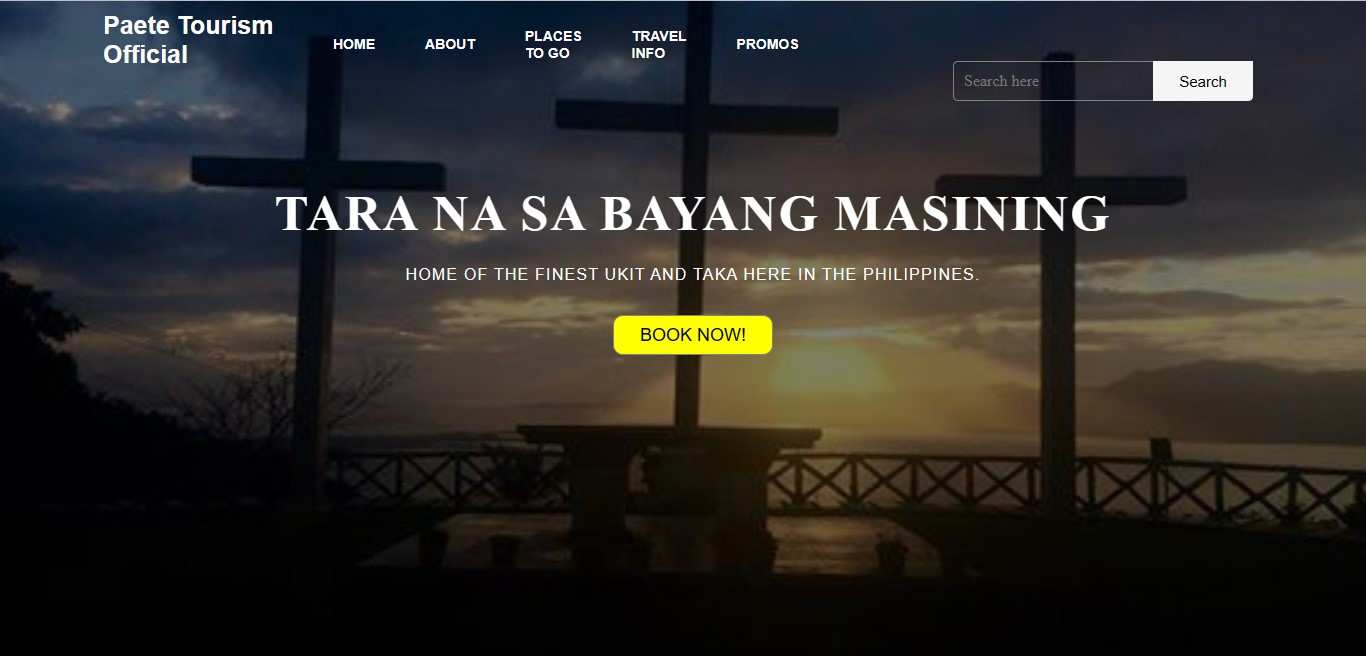 Paete Tourism
Official
HOME
ABOUT
PLACES
TO GO
TRAVEL
INFO
PROMOS
Search here
Search
TARA NA SA BAYANG MASINING
HOME OF THE FINEST UKIT AND TAKA HERE IN THE PHILIPPINES.
BOOK NOW!